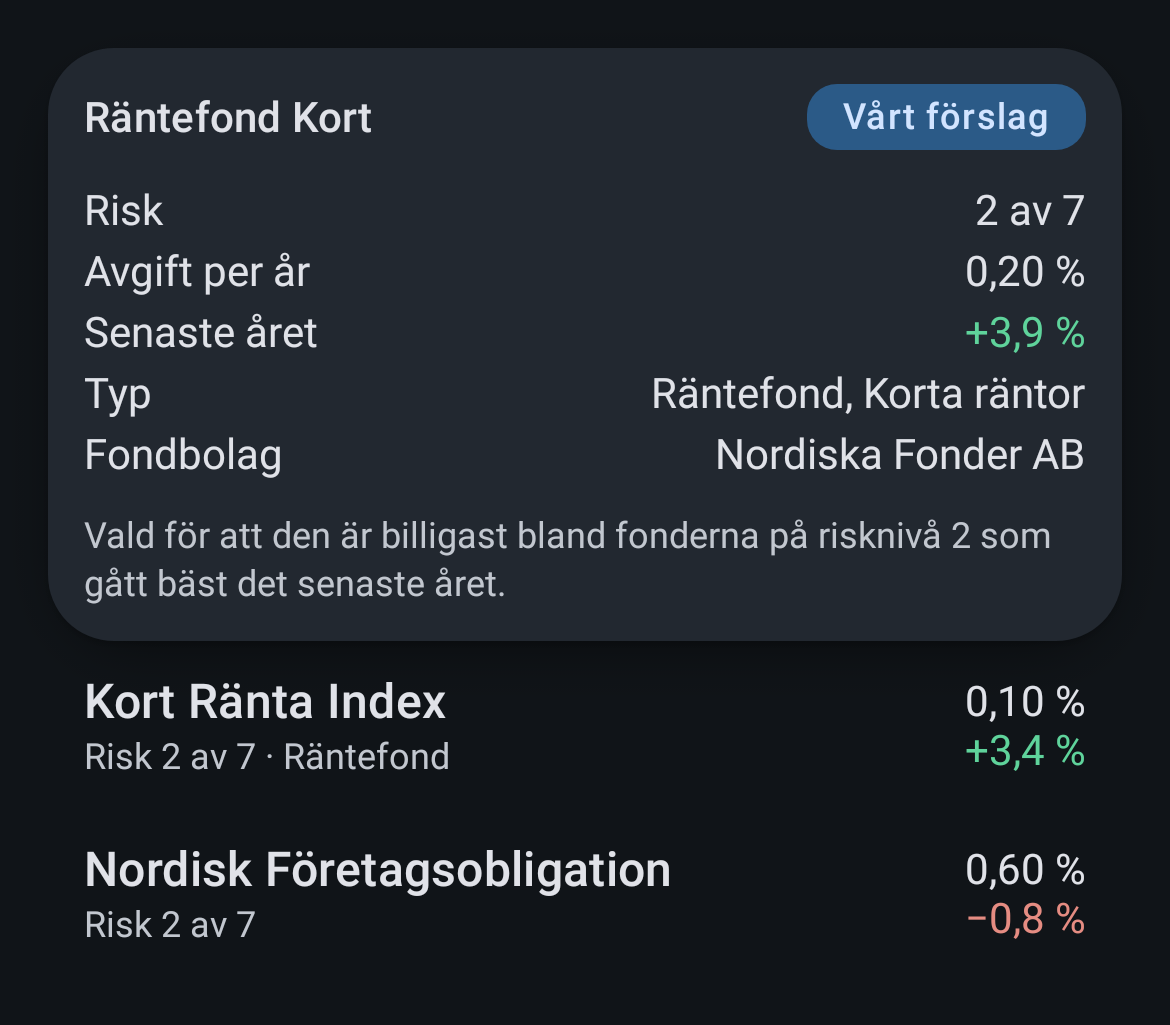 Räntefond Kort
Vårt förslag
Risk 2 av 7
Avgift per år 0,20 %
Senaste året +3,9 %
Typ Räntefond, Korta räntor
Fondbolag Nordiska Fonder AB
Vald för att den är billigast bland fonderna på risknivå 2 som
gått bäst det senaste året.
Kort Ränta Index 0,10 %
Risk 2 av 7 · Räntefond +3,4 %
Nordisk Företagsobligation 0,60 %
Risk 2 av 7 −0,8 %